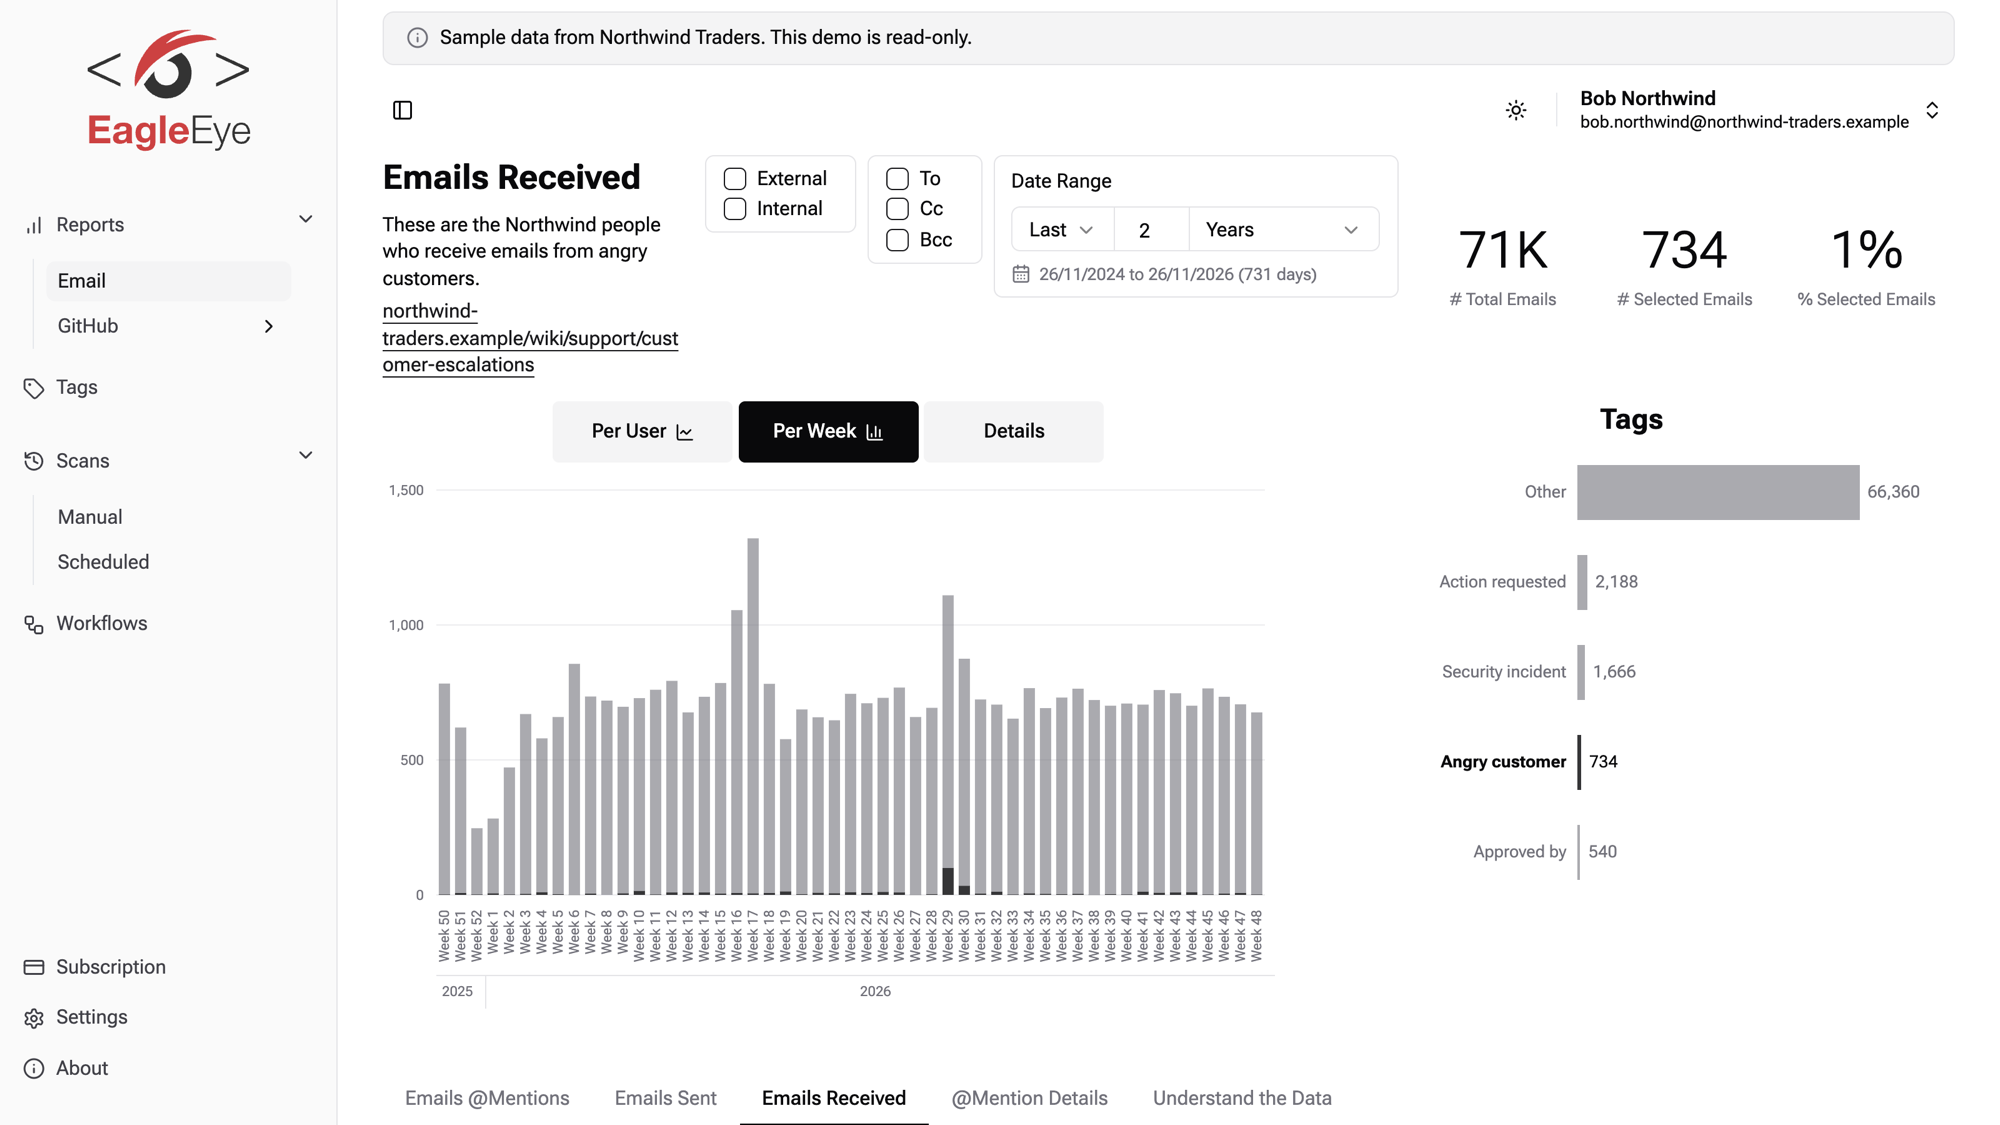 Sample data from Northwind Traders. This demo is read-only.
<>
EagleEye
Bob Northwind
bob.northwind@northwind-traders.example
Reports
Email
GitHub
Tags
Scans
Manual
Scheduled
Workflows
Subscription
Settings
About
Emails Received
These are the Northwind people
who receive emails from angry
customers.
northwind-
traders.example/wiki/support/cust
omer-escalations
External
Internal
To
Cc
Bcc
Date Range
Last 2 Years
26/11/2024 to 26/11/2026 (731 days)
71K
# Total Emails
734
# Selected Emails
1%
% Selected Emails
Per User
Per Week
Details
1,500
1,000
500
0
Week 50
Week 51
Week 52
Week 1
Week 2
Week 3
Week 4
Week 5
Week 6
Week 7
Week 8
Week 9
Week 10
Week 11
Week 12
Week 13
Week 14
Week 15
Week 16
Week 17
Week 18
Week 19
Week 20
Week 21
Week 22
Week 23
Week 24
Week 25
Week 26
Week 27
Week 28
Week 29
Week 30
Week 31
Week 32
Week 33
Week 34
Week 35
Week 36
Week 37
Week 38
Week 39
Week 40
Week 41
Week 42
Week 43
Week 44
Week 45
Week 46
Week 47
Week 48
2025
2026
Tags
Other 66,360
Action requested 2,188
Security incident 1,666
Angry customer 734
Approved by 540
Emails @Mentions
Emails Sent
Emails Received
@Mention Details
Understand the Data